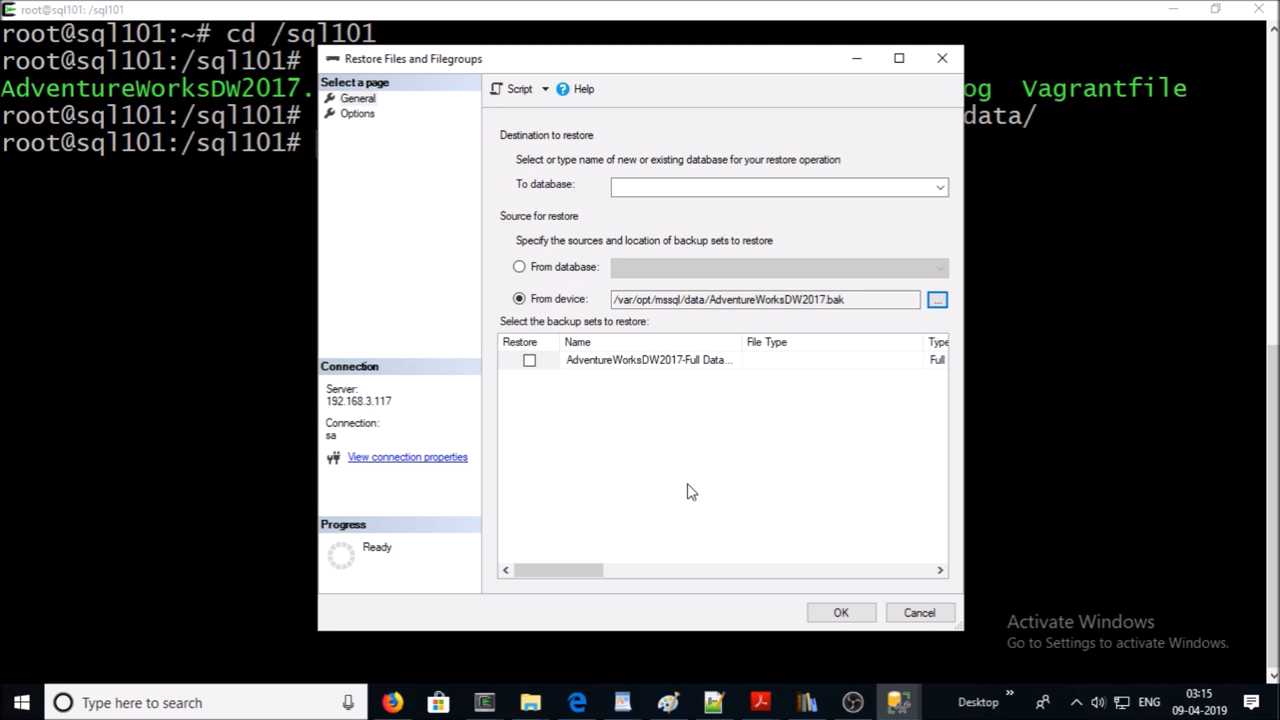 root@sql101: /sql101
root@sql101:~# cd /sql101
root@sql101:/sql101#
AdventureWorksDW2017. og Vagrantfile
root@sql101:/sql101# data/
root@sql101:/sql101#
Restore Files and Filegroups
Select a page
General
Options
Script
Help
Destination to restore
Select or type name of new or existing database for your restore operation
To database:
Source for restore
Specify the sources and location of backup sets to restore
From database:
From device: /var/opt/mssql/data/AdventureWorksDW2017.bak ...
Select the backup sets to restore:
Restore Name File Type Type
AdventureWorksDW2017-Full Data... Full
Connection
Server:
192.168.3.117
Connection:
sa
View connection properties
Progress
Ready
OK Cancel
Activate Windows
Go to Settings to activate Windows.
Type here to search
Desktop
ENG
03:15
09-04-2019